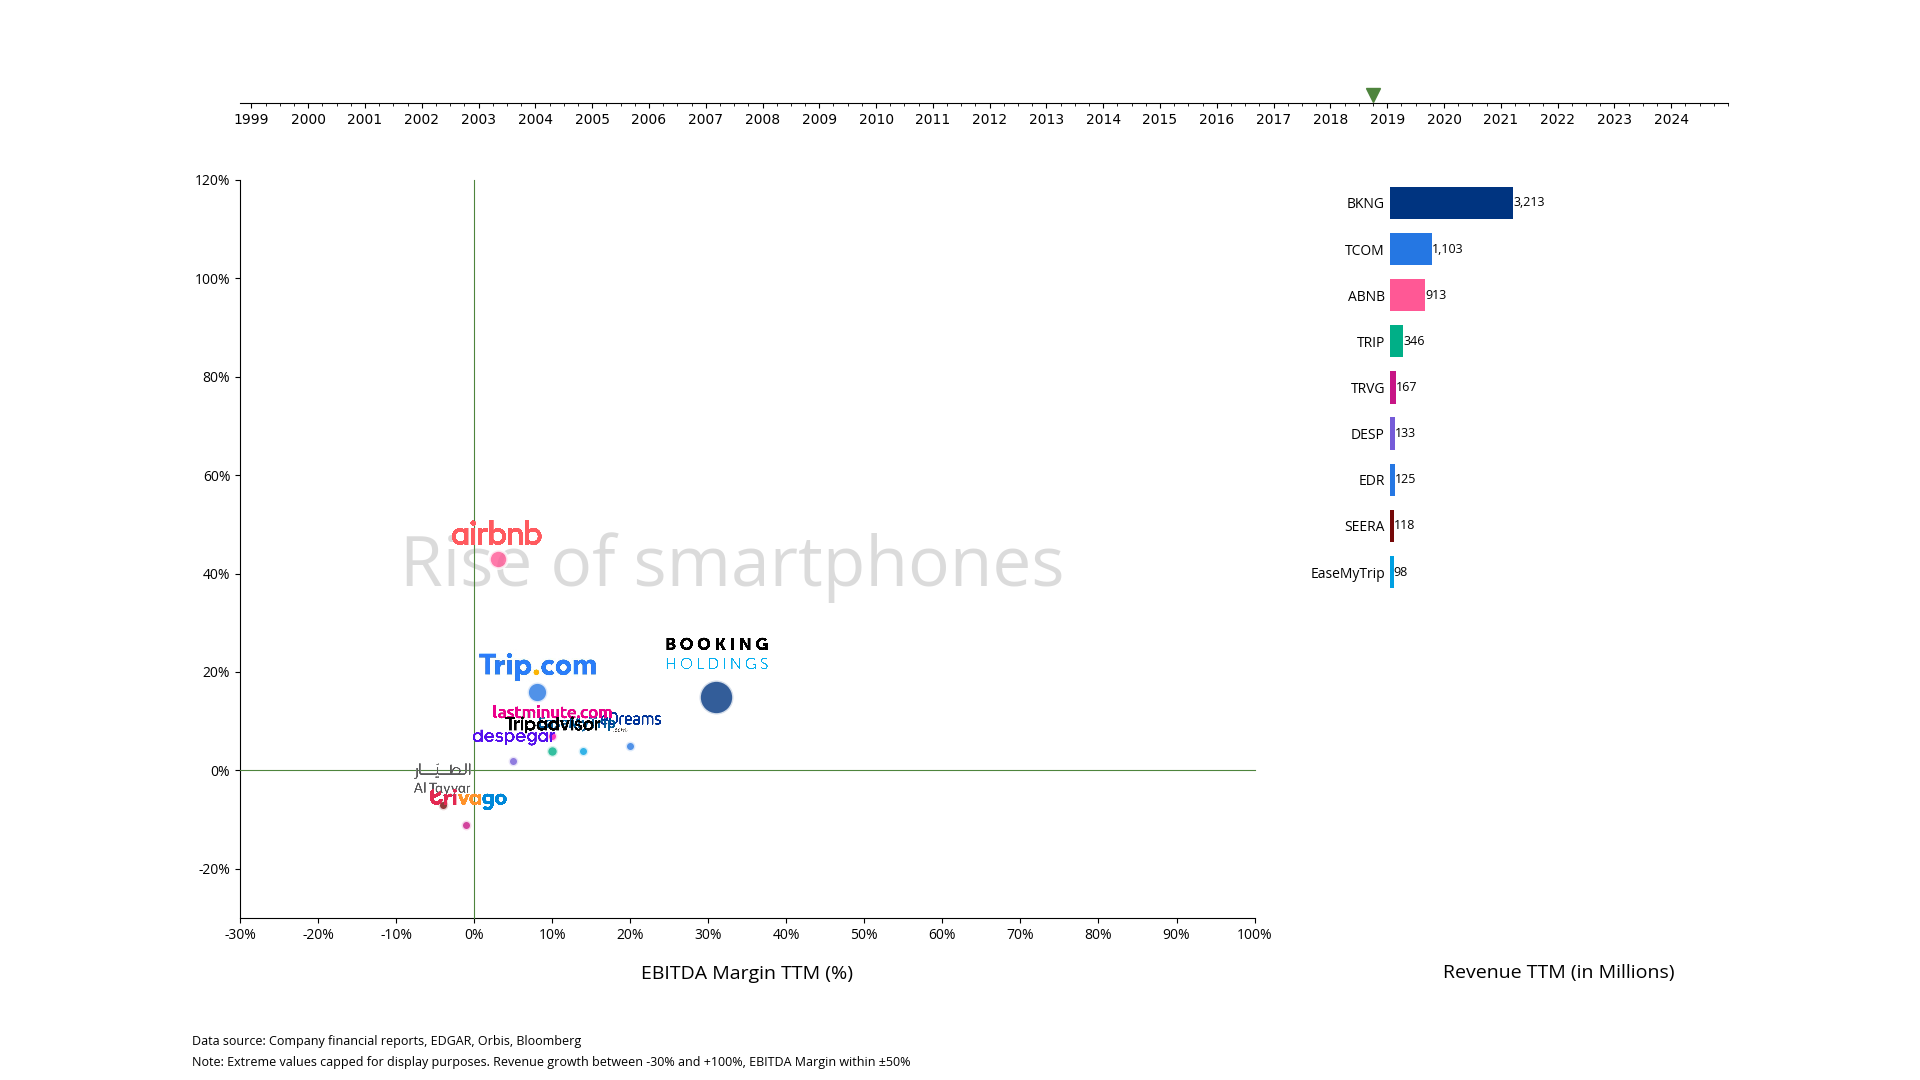 1999 2000 2001 2002 2003 2004 2005 2006 2007 2008 2009 2010 2011 2012 2013 2014 2015 2016 2017 2018 2019 2020 2021 2022 2023 2024
120%
100%
80%
60%
40%
20%
0%
-20%
-30% -20% -10% 0% 10% 20% 30% 40% 50% 60% 70% 80% 90% 100%
EBITDA Margin TTM (%)
Rise of smartphones
airbnb
Trip.com
BOOKING
HOLDINGS
lastminute.com
eDreams
Tripadvisor
despegar
الطيّار
Al Tayyar
trivago
BKNG 3,213
TCOM 1,103
ABNB 913
TRIP 346
TRVG 167
DESP 133
EDR 125
SEERA 118
EaseMyTrip 98
Revenue TTM (in Millions)
Data source: Company financial reports, EDGAR, Orbis, Bloomberg
Note: Extreme values capped for display purposes. Revenue growth between -30% and +100%, EBITDA Margin within ±50%